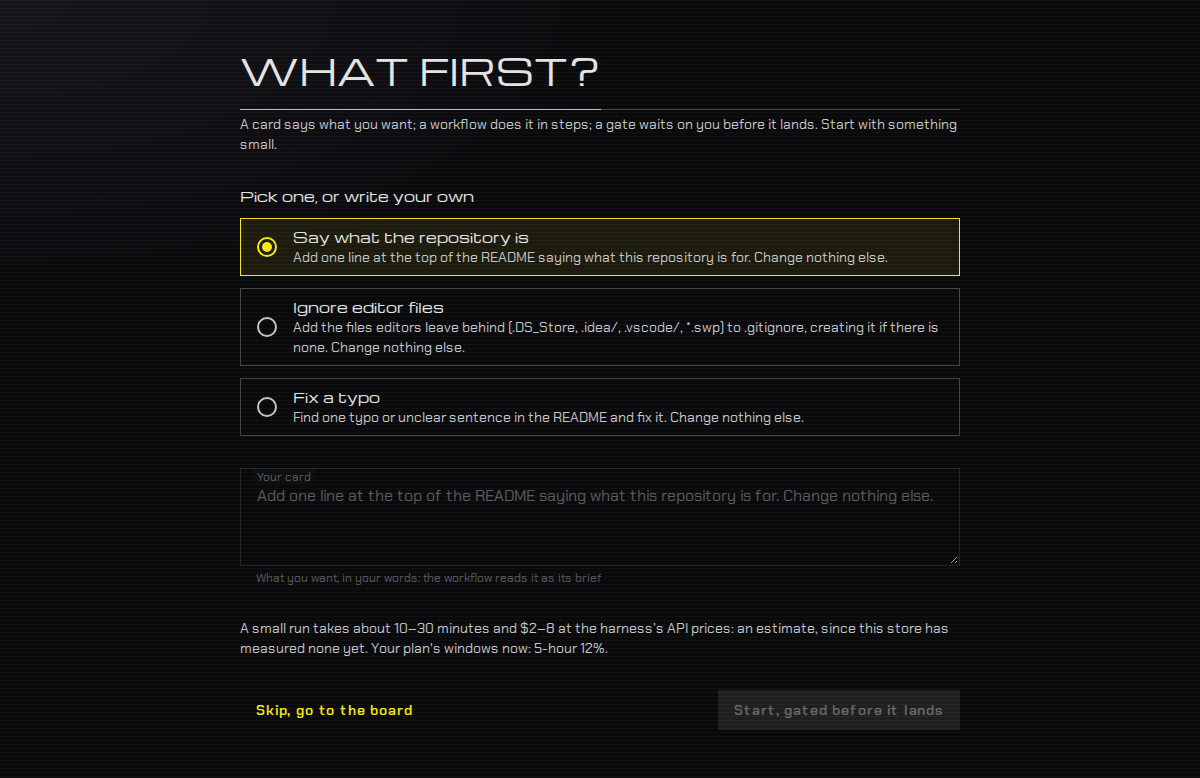 WHAT FIRST?
A card says what you want; a workflow does it in steps; a gate waits on you before it lands. Start with something
small.
Pick one, or write your own
Say what the repository is
Add one line at the top of the README saying what this repository is for. Change nothing else.
Ignore editor files
Add the files editors leave behind (.DS_Store, .idea/, .vscode/, *.swp) to .gitignore, creating it if there is
none. Change nothing else.
Fix a typo
Find one typo or unclear sentence in the README and fix it. Change nothing else.
Your card
Add one line at the top of the README saying what this repository is for. Change nothing else.
What you want, in your words: the workflow reads it as its brief
A small run takes about 10–30 minutes and $2–8 at the harness's API prices: an estimate, since this store has
measured none yet. Your plan's windows now: 5-hour 12%.
Skip, go to the board
Start, gated before it lands